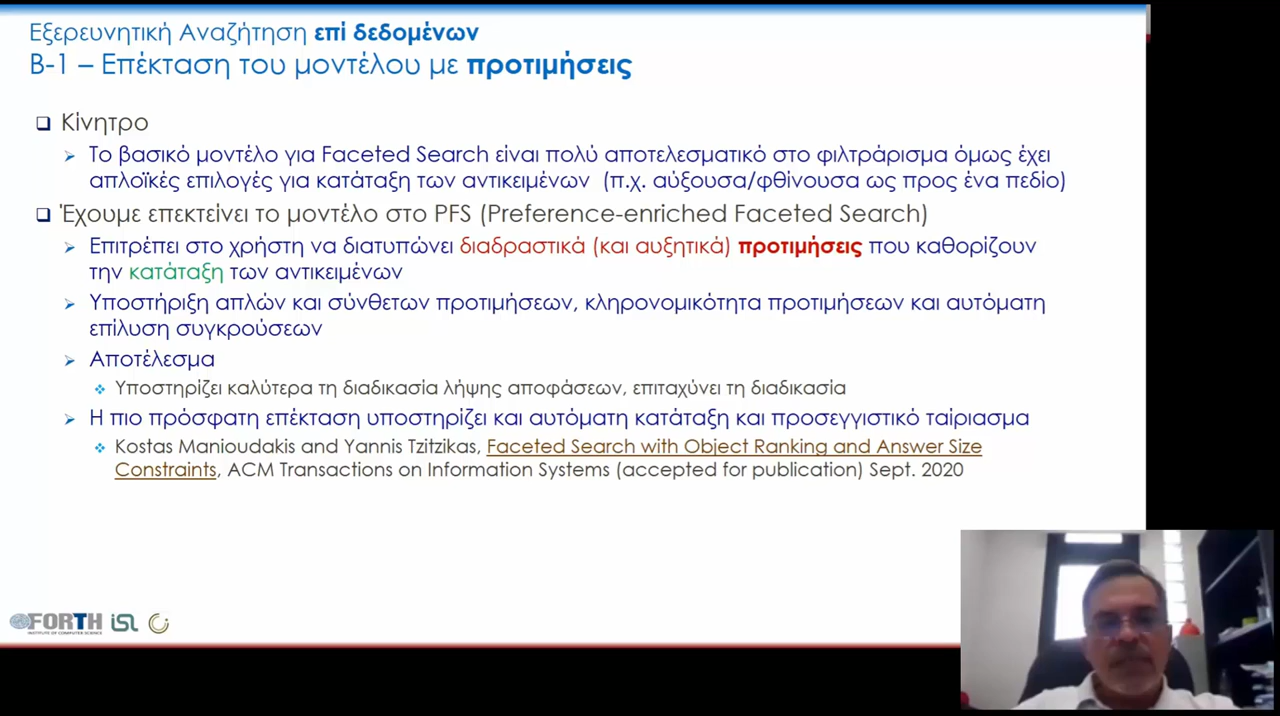 Εξερευνητική Αναζήτηση επί δεδομένων
Β-1 – Επέκταση του μοντέλου με προτιμήσεις
Κίνητρο
Το βασικό μοντέλο για Faceted Search είναι πολύ αποτελεσματικό στο φιλτράρισμα όμως έχει
απλοϊκές επιλογές για κατάταξη των αντικειμένων (π.χ. αύξουσα/φθίνουσα ως προς ένα πεδίο)
Έχουμε επεκτείνει το μοντέλο στο PFS (Preference-enriched Faceted Search)
Επιτρέπει στο χρήστη να διατυπώνει διαδραστικά (και αυξητικά) προτιμήσεις που καθορίζουν
την κατάταξη των αντικειμένων
Υποστήριξη απλών και σύνθετων προτιμήσεων, κληρονομικότητα προτιμήσεων και αυτόματη
επίλυση συγκρούσεων
Αποτέλεσμα
Υποστηρίζει καλύτερα τη διαδικασία λήψης αποφάσεων, επιταχύνει τη διαδικασία
Η πιο πρόσφατη επέκταση υποστηρίζει και αυτόματη κατάταξη και προσεγγιστικό ταίριασμα
Kostas Manioudakis and Yannis Tzitzikas, Faceted Search with Object Ranking and Answer Size
Constraints, ACM Transactions on Information Systems (accepted for publication) Sept. 2020
FORTH isl
INSTITUTE OF COMPUTER SCIENCE